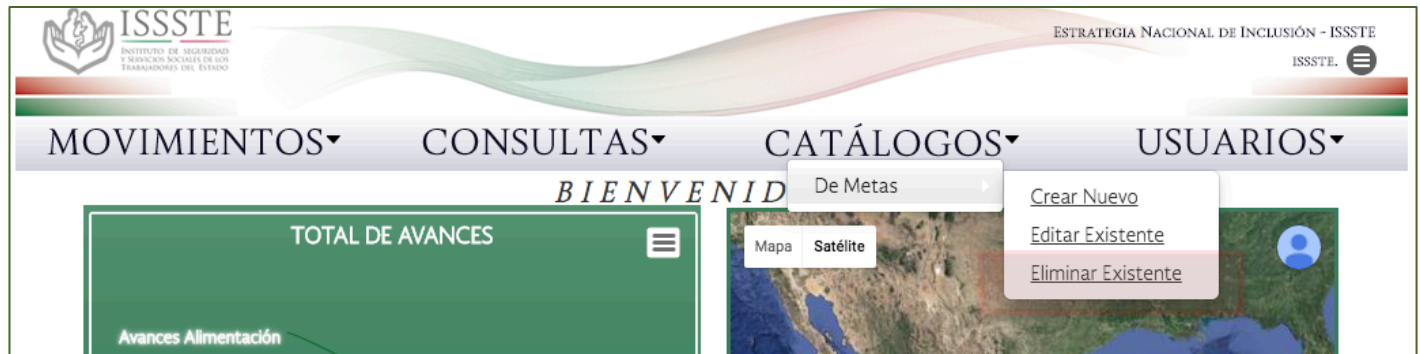 ISSSTE
INSTITUTO DE SEGURIDAD
Y SERVICIOS SOCIALES DE LOS
TRABAJADORES DEL ESTADO
ESTRATEGIA NACIONAL DE INCLUSIÓN - ISSSTE
ISSSTE.
MOVIMIENTOS CONSULTAS CATÁLOGOS USUARIOS
BIENVENID
De Metas
Crear Nuevo
Editar Existente
Eliminar Existente
TOTAL DE AVANCES
Avances Alimentación
Mapa Satélite